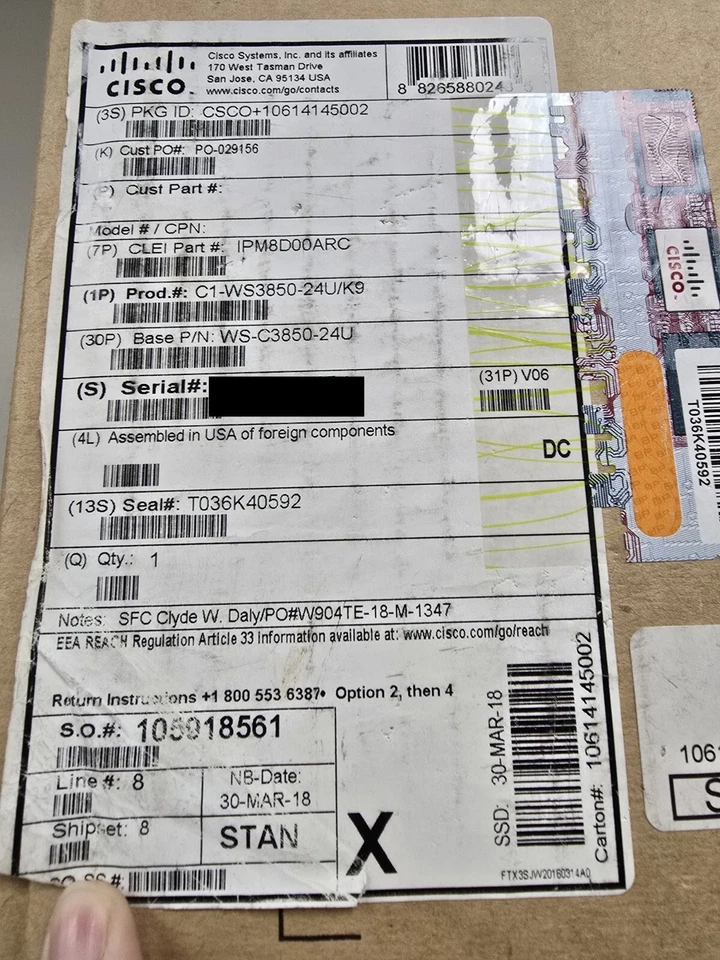 CISCO
Cisco Systems, Inc. and its affiliates
170 West Tasman Drive
San Jose, CA 95134 USA
www.cisco.com/go/contacts
8 82658802
(3S) PKG ID: CSCO+10614145002
(K) Cust PO#: PO-029156
(P) Cust Part #:
Model # / CPN:
(7P) CLEI Part #: IPM8D00ARC
(1P) Prod.#: C1-WS3850-24U/K9
(30P) Base P/N: WS-C3850-24U
(S) Serial#:
(31P) V06
(4L) Assembled in USA of foreign components
DC
(13S) Seal#: T036K40592
(Q) Qty.: 1
Notes: SFC Clyde W. Daly/PO#W904TE-18-M-1347
EEA REACH Regulation Article 33 information available at: www.cisco.com/go/reach
Return Instructions +1 800 553 6387• Option 2, then 4
S.O.#: 105918561
Line #: 8
NB-Date:
30-MAR-18
Shipset: 8
STAN
SS#:
X
SSD: 30-MAR-18
Carton#: 10614145002
FTX3SJW20160314A0
CISCO
T036K40592
106